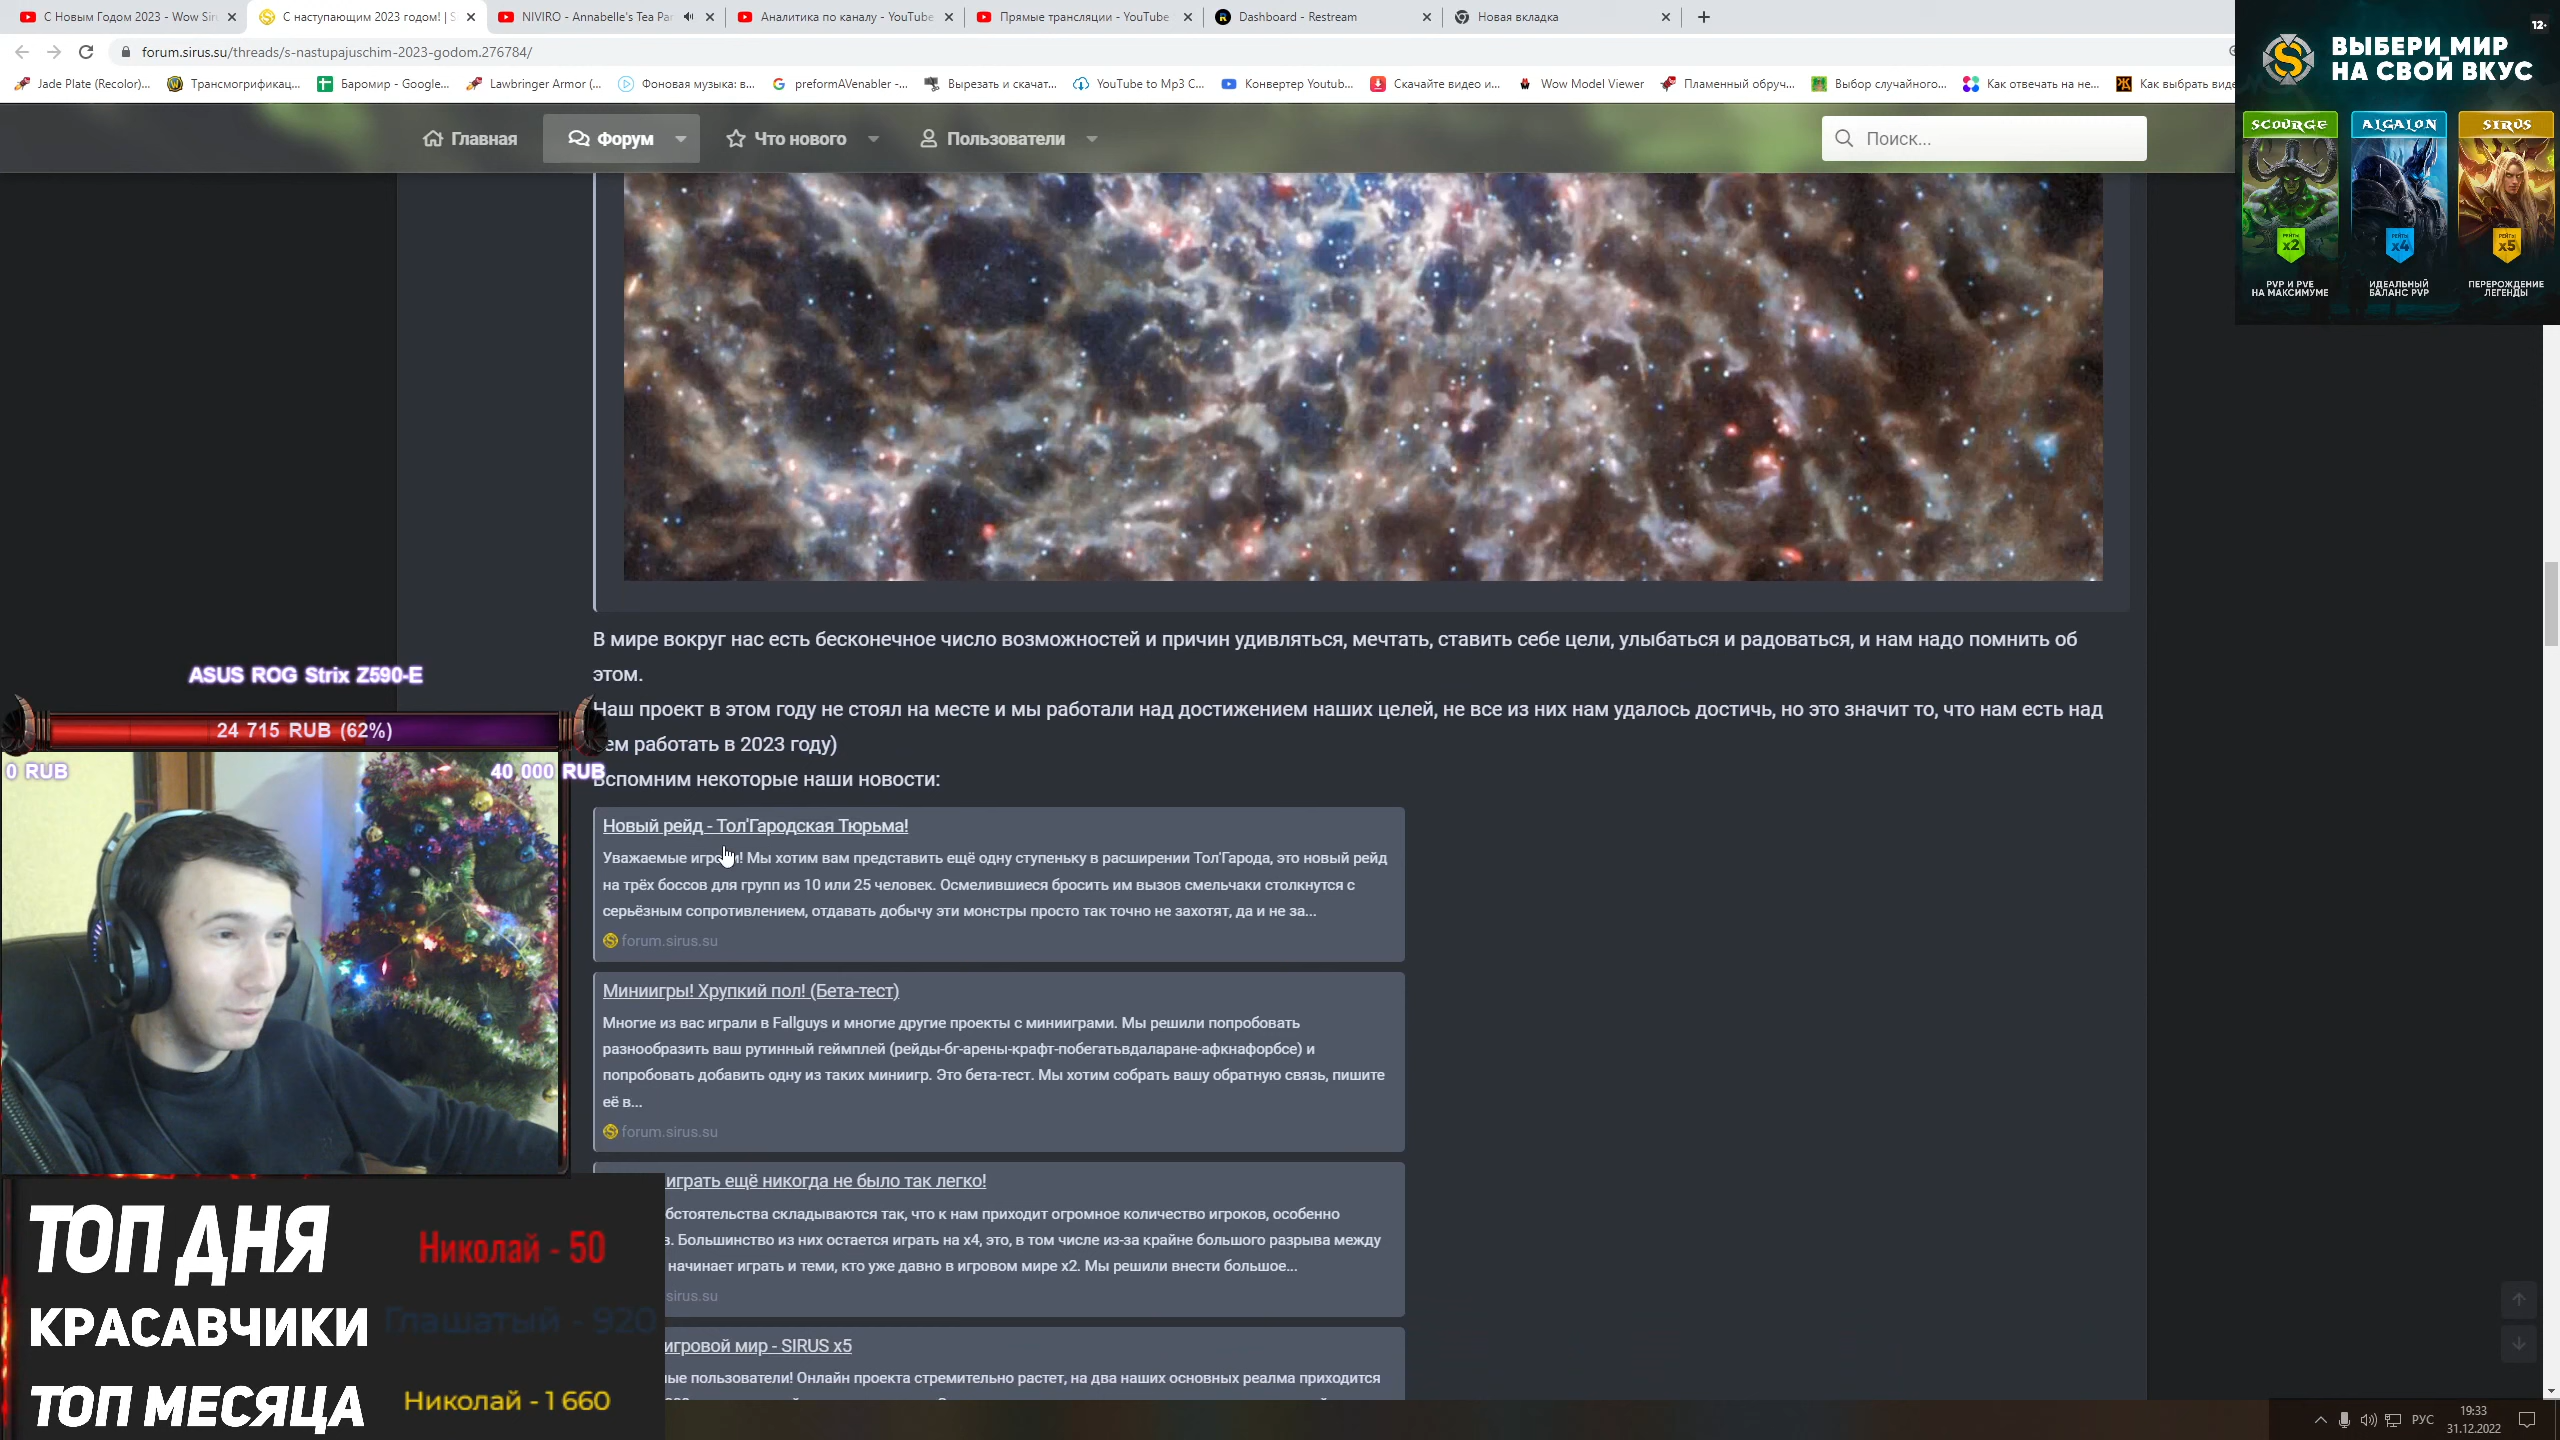 С Новым Годом 2023 - Wow Sir
С наступающим 2023 годом! | S
NIVIRO - Annabelle's Tea Par
Аналитика по каналу - YouTube
Прямые трансляции - YouTube
Dashboard - Restream
Новая вкладка
forum.sirus.su/threads/s-nastupajuschim-2023-godom.276784/
Jade Plate (Recolor)...
Трансмогрификац...
Баромир - Google...
Lawbringer Armor (...
Фоновая музыка: в...
preformAVenabler -...
Вырезать и скачат...
YouTube to Mp3 C...
Конвертер Youtub...
Скачайте видео и...
Wow Model Viewer
Пламенный обруч...
Выбор случайного...
Как отвечать на не...
Как выбрать виде
12+
ВЫБЕРИ МИР
НА СВОЙ ВКУС
SCOURGE
ALGALON
SIRUS
РЕЙТЫ x2
РЕЙТЫ x4
РЕЙТЫ x5
PVP И PVE
НА МАКСИМУМЕ
ИДЕАЛЬНЫЙ
БАЛАНС PVP
ПЕРЕРОЖДЕНИЕ
ЛЕГЕНДЫ
Главная
Форум
Что нового
Пользователи
Поиск...
В мире вокруг нас есть бесконечное число возможностей и причин удивляться, мечтать, ставить себе цели, улыбаться и радоваться, и нам надо помнить об
этом.
Наш проект в этом году не стоял на месте и мы работали над достижением наших целей, не все из них нам удалось достичь, но это значит то, что нам есть над
ем работать в 2023 году)
Вспомним некоторые наши новости:
Новый рейд - Тол'Гародская Тюрьма!
Уважаемые игроки! Мы хотим вам представить ещё одну ступеньку в расширении Тол'Гарода, это новый рейд
на трёх боссов для групп из 10 или 25 человек. Осмелившиеся бросить им вызов смельчаки столкнутся с
серьёзным сопротивлением, отдавать добычу эти монстры просто так точно не захотят, да и не за...
forum.sirus.su
Миниигры! Хрупкий пол! (Бета-тест)
Многие из вас играли в Fallguys и многие другие проекты с миниграми. Мы решили попробовать
разнообразить ваш рутинный геймплей (рейды-бг-арены-крафт-побегатьвдаларане-афкнафорбсе) и
попробовать добавить одну из таких миниигр. Это бета-тест. Мы хотим собрать вашу обратную связь, пишите
её в...
forum.sirus.su
играть ещё никогда не было так легко!
бстоятельства складываются так, что к нам приходит огромное количество игроков, особенно
в. Большинство из них остается играть на х4, это, в том числе из-за крайне большого разрыва между
начинает играть и теми, кто уже давно в игровом мире х2. Мы решили внести большое...
sirus.su
игровой мир - SIRUS x5
ые пользователи! Онлайн проекта стремительно растет, на два наших основных реалма приходится
ASUS ROG Strix Z590-E
24 715 RUB (62%)
0 RUB
40 000 RUB
ТОП ДНЯ
Николай - 50
КРАСАВЧИКИ
Глашатый - 920
ТОП МЕСЯЦА
Николай - 1 660
РУС
19:33
31.12.2022